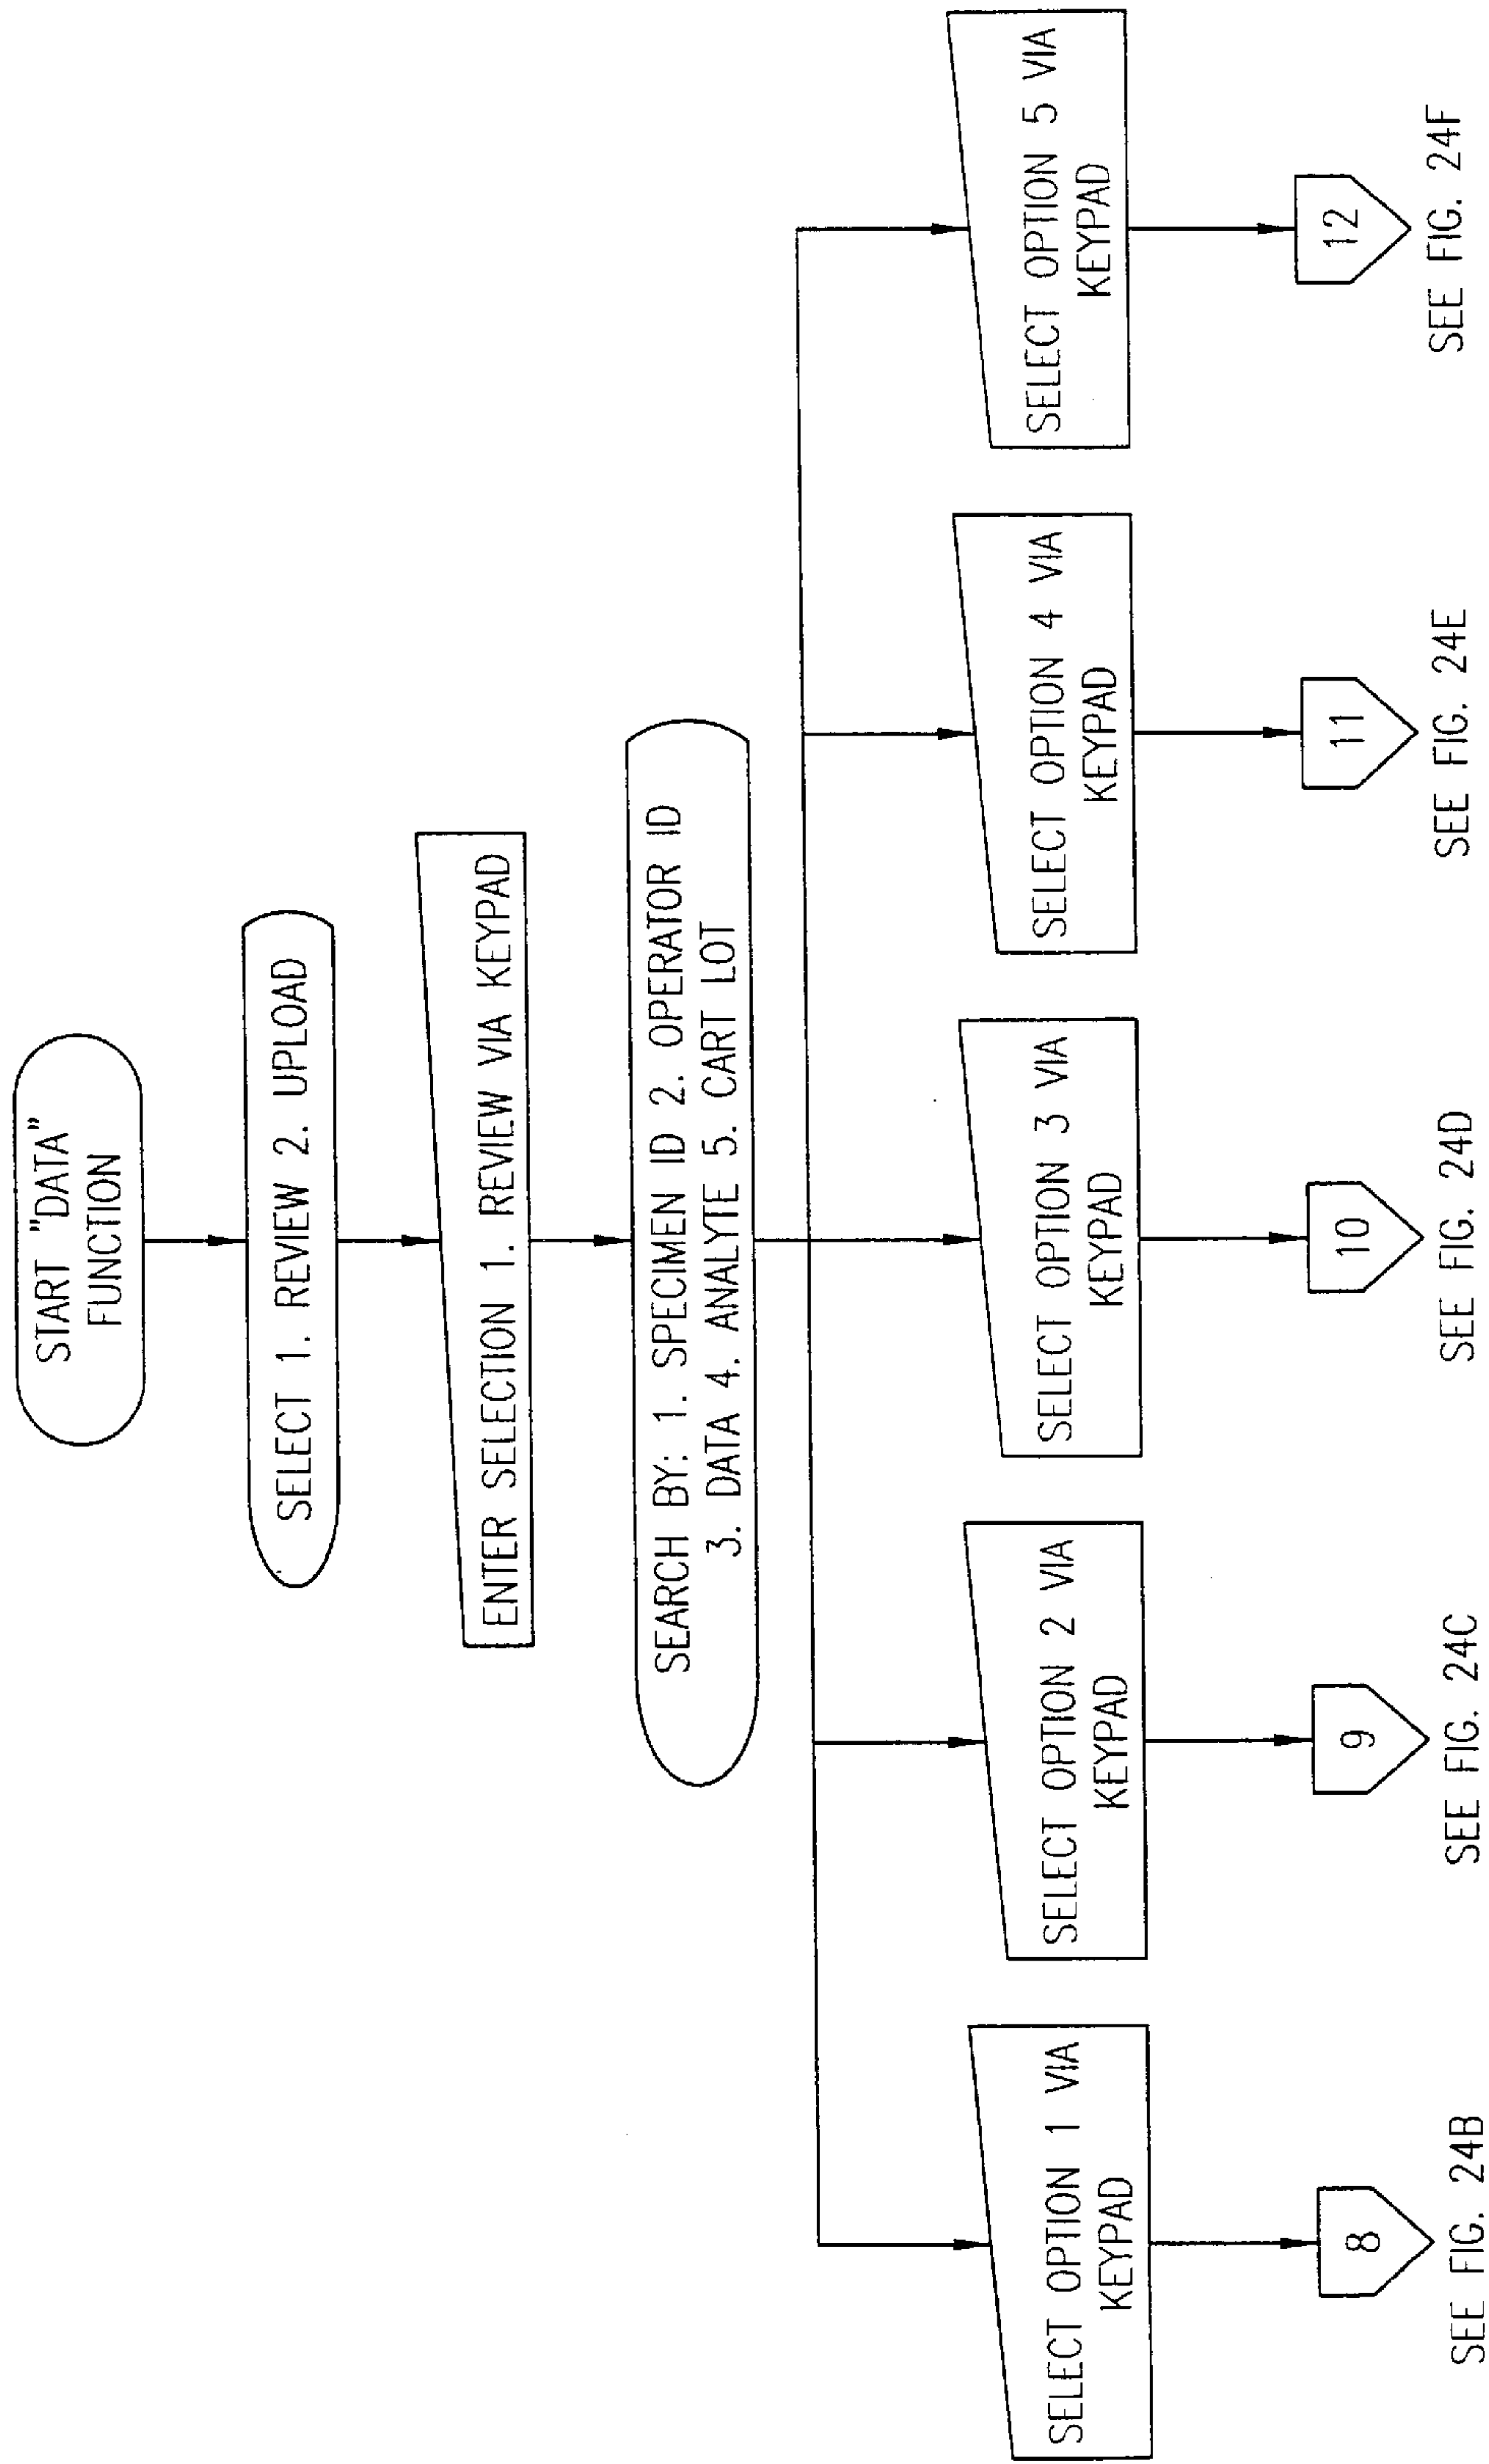 START "DATA"
FUNCTION
SELECT 1. REVIEW 2. UPLOAD
ENTER SELECTION 1. REVIEW VIA KEYPAD
SEARCH BY: 1. SPECIMEN ID 2. OPERATOR ID
3. DATA 4. ANALYTE 5. CART LOT
SELECT OPTION 1 VIA
KEYPAD
8
SEE FIG. 24B
SELECT OPTION 2 VIA
KEYPAD
9
SEE FIG. 24C
SELECT OPTION 3 VIA
KEYPAD
10
SEE FIG. 24D
SELECT OPTION 4 VIA
KEYPAD
11
SEE FIG. 24E
SELECT OPTION 5 VIA
KEYPAD
12
SEE FIG. 24F